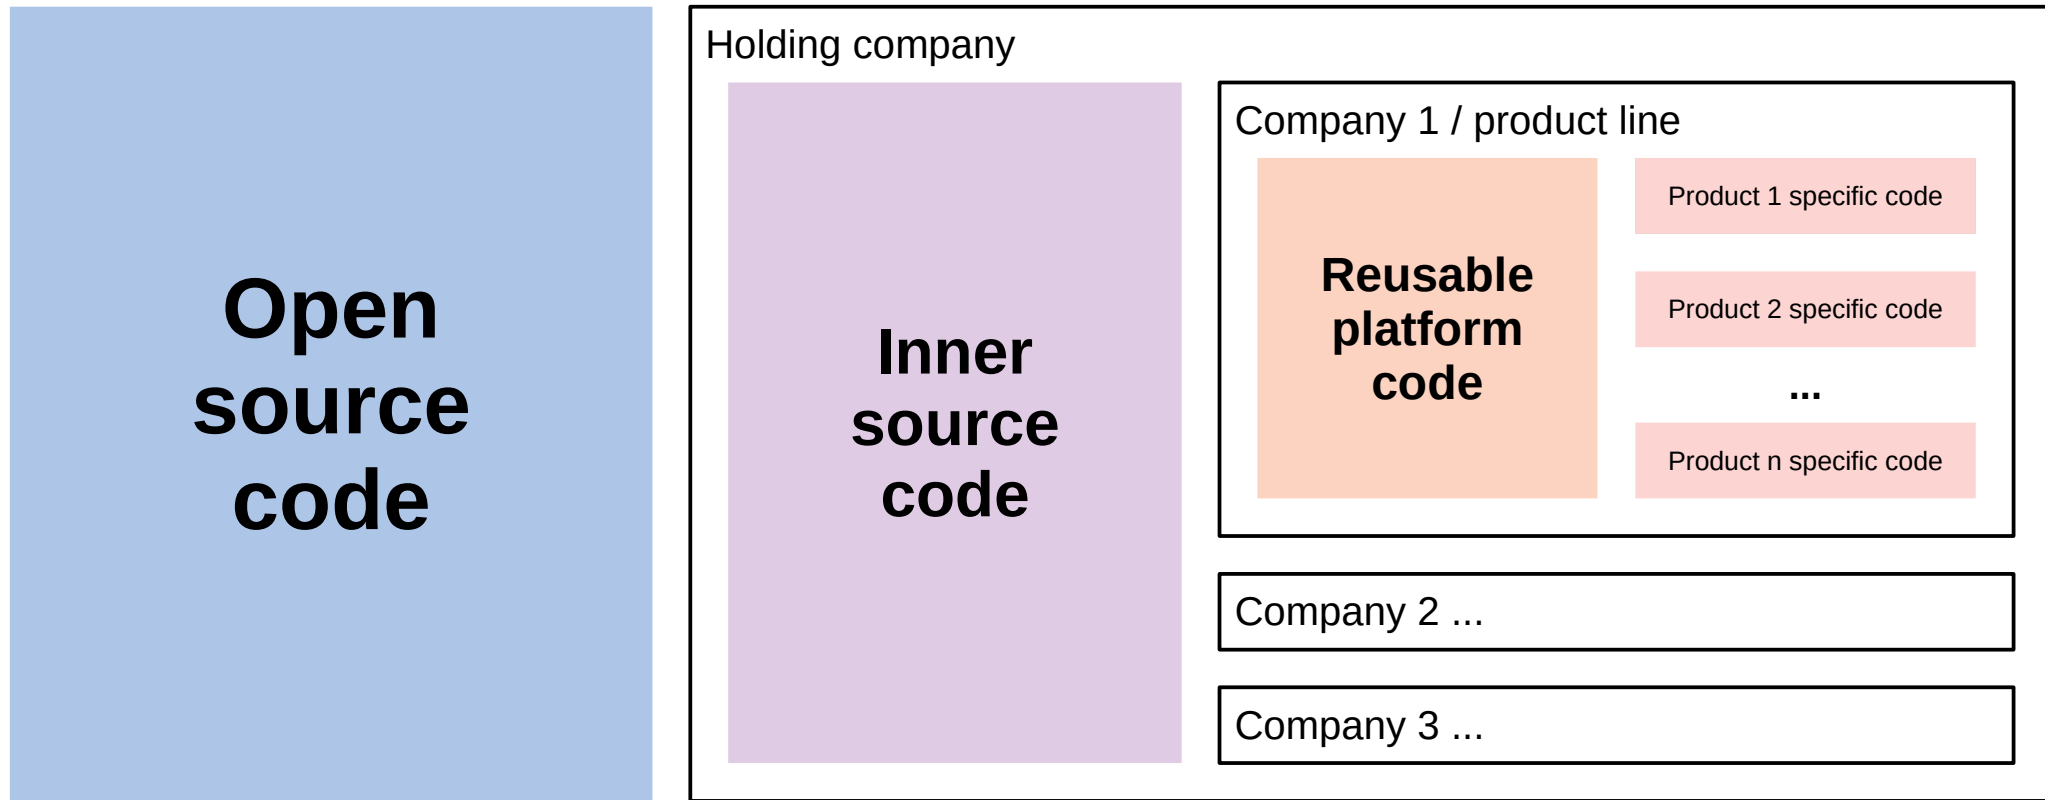 Open
source
code
Holding company
Inner
source
code
Company 1 / product line
Reusable
platform
code
Product 1 specific code
Product 2 specific code
...
Product n specific code
Company 2 ...
Company 3 ...